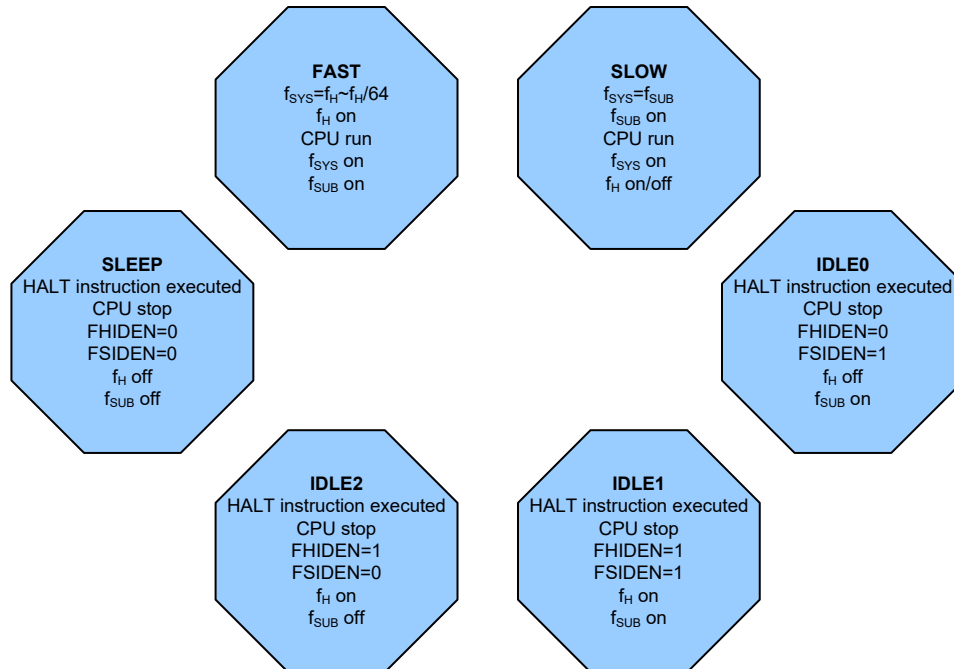 FAST
fSYS=fH~fH/64
fH on
CPU run
fSYS on
fSUB on
SLOW
fSYS=fSUB
fSUB on
CPU run
fSYS on
fH on/off
SLEEP
HALT instruction executed
CPU stop
FHIDEN=0
FSIDEN=0
fH off
fSUB off
IDLE0
HALT instruction executed
CPU stop
FHIDEN=0
FSIDEN=1
fH off
fSUB on
IDLE2
HALT instruction executed
CPU stop
FHIDEN=1
FSIDEN=0
fH on
fSUB off
IDLE1
HALT instruction executed
CPU stop
FHIDEN=1
FSIDEN=1
fH on
fSUB on